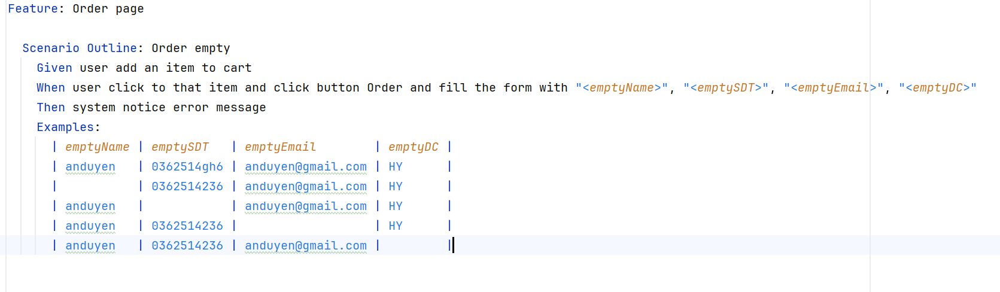 Feature: Order page
Scenario Outline: Order empty
Given user add an item to cart
When user click to that item and click button Order and fill the form with "<emptyName>", "<emptySDT>", "<emptyEmail>", "<emptyDC>"
Then system notice error message
Examples:
| emptyName | emptySDT | emptyEmail | emptyDC |
| anduyen | 0362514gh6 | anduyen@gmail.com | HY |
| | 0362514236 | anduyen@gmail.com | HY |
| anduyen | | anduyen@gmail.com | HY |
| anduyen | 0362514236 | | HY |
| anduyen | 0362514236 | anduyen@gmail.com | |